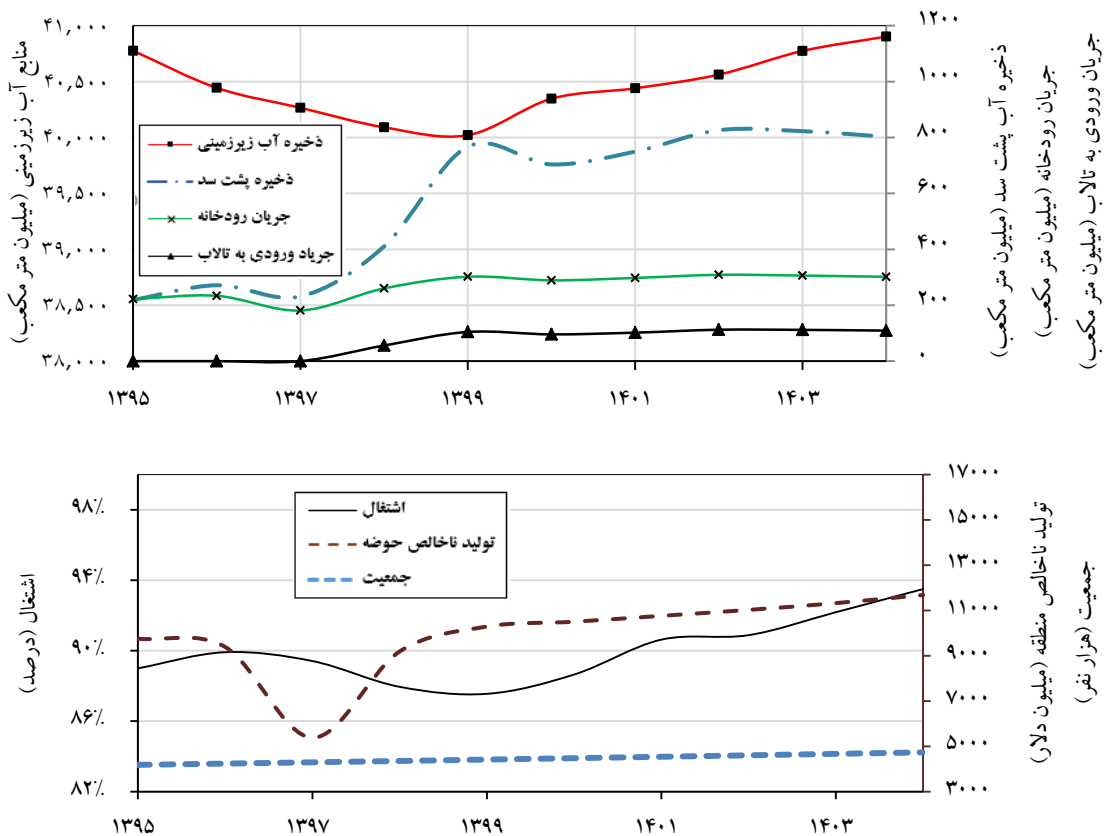 منابع آب زیرزمینی (میلیون متر مکعب)
۴۱,۰۰۰
۴۰,۵۰۰
۴۰,۰۰۰
۳۹,۵۰۰
۳۹,۰۰۰
۳۸,۵۰۰
۳۸,۰۰۰
ذخیره آب زیرزمینی
ذخیره پشت سد
جریان رودخانه
جریاد ورودی به تالاب
۱۲۰۰
۱۰۰۰
۸۰۰
۶۰۰
۴۰۰
۲۰۰
۰
ذخیره آب پشت سد (میلیون متر مکعب)
جریان رودخانه (میلیون متر مکعب)
جریان ورودی به تالاب (میلیون متر مکعب)
۱۳۹۵
۱۳۹۷
۱۳۹۹
۱۴۰۱
۱۴۰۳
اشتغال (درصد)
۹۸٪
۹۴٪
۹۰٪
۸۶٪
۸۲٪
اشتغال
تولید ناخالص حوضه
جمعیت
۱۷۰۰۰
۱۵۰۰۰
۱۳۰۰۰
۱۱۰۰۰
۹۰۰۰
۷۰۰۰
۵۰۰۰
۳۰۰۰
تولید ناخالص منطقه (میلیون دلار)
جمعیت (هزار نفر)
۱۳۹۵
۱۳۹۷
۱۳۹۹
۱۴۰۱
۱۴۰۳